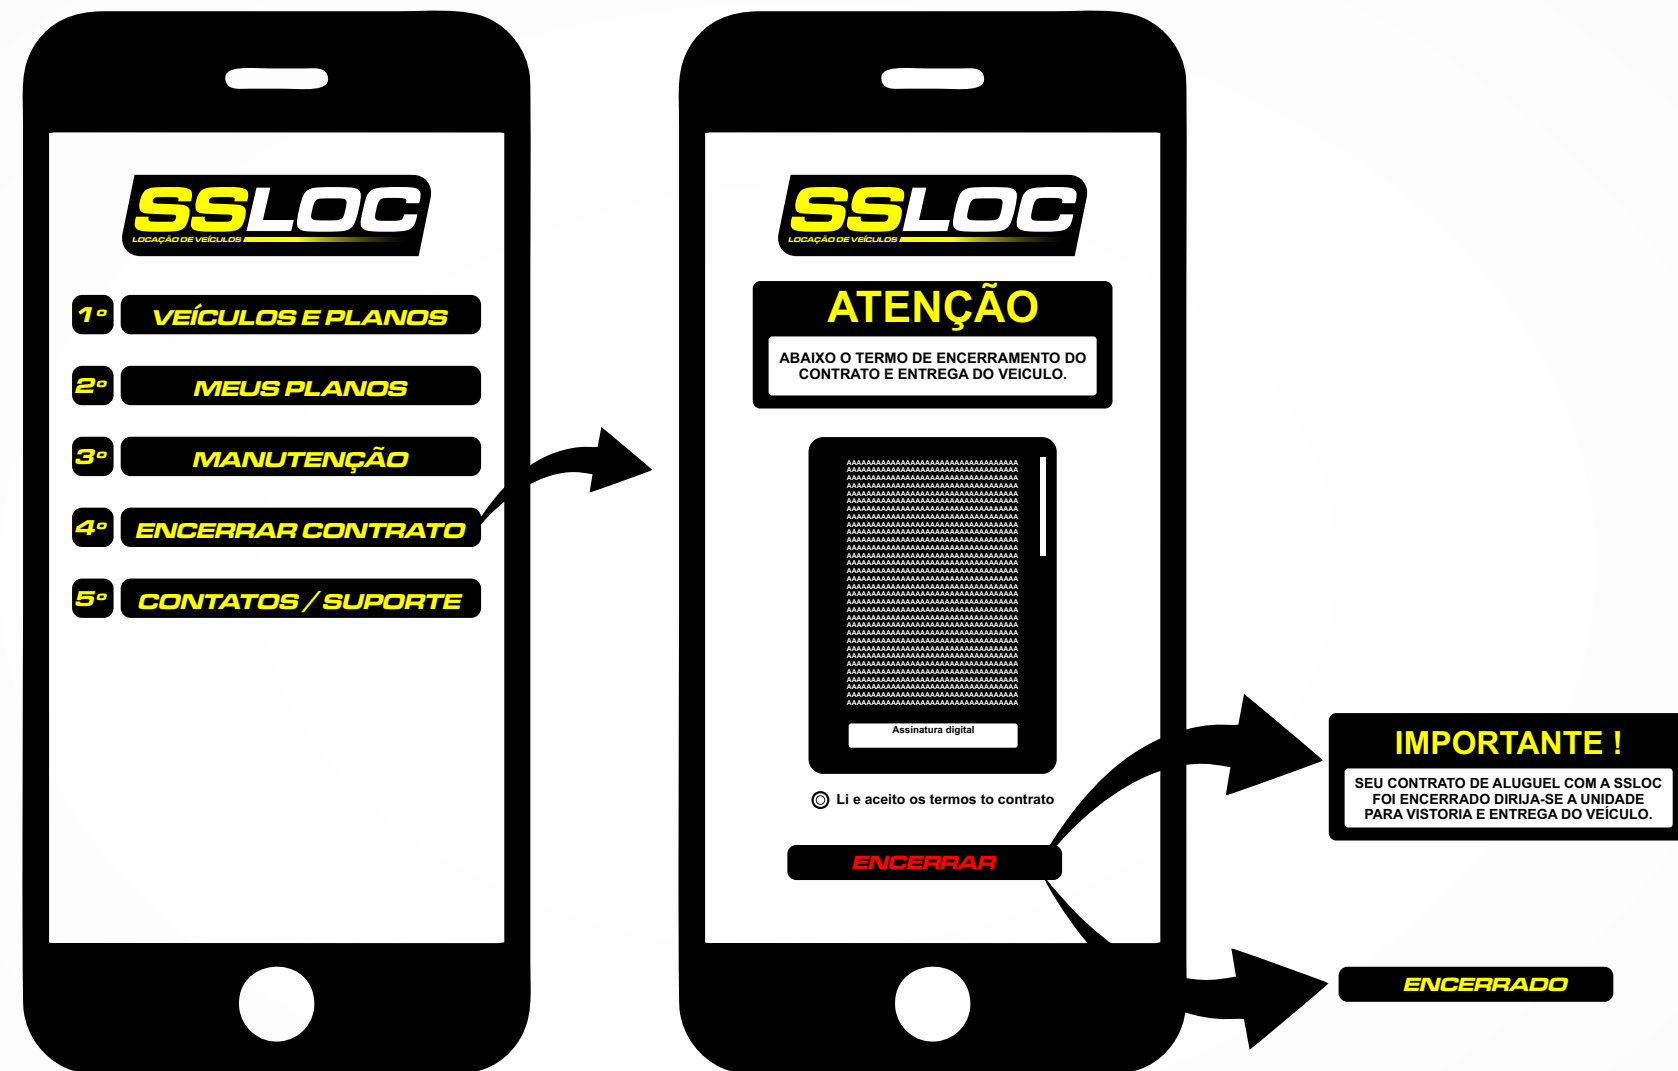 SSLOC
LOCAÇÃO DE VEÍCULOS
1º VEÍCULOS E PLANOS
2º MEUS PLANOS
3º MANUTENÇÃO
4º ENCERRAR CONTRATO
5º CONTATOS / SUPORTE
SSLOC
LOCAÇÃO DE VEÍCULOS
ATENÇÃO
ABAIXO O TERMO DE ENCERRAMENTO DO
CONTRATO E ENTREGA DO VEICULO.
Assinatura digital
Li e aceito os termos to contrato
ENCERRAR
IMPORTANTE !
SEU CONTRATO DE ALUGUEL COM A SSLOC
FOI ENCERRADO DIRIJA-SE A UNIDADE
PARA VISTORIA E ENTREGA DO VEÍCULO.
ENCERRADO